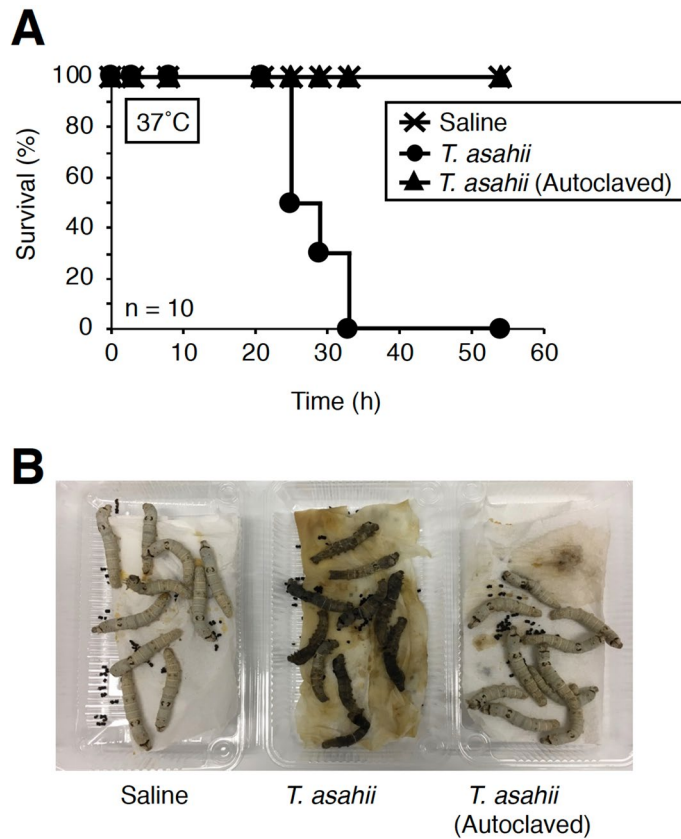 A
100
80
60
40
20
0
Survival (%)
37˚C
n = 10
Saline
T. asahii
T. asahii (Autoclaved)
0 10 20 30 40 50 60
Time (h)
B
Saline
T. asahii
T. asahii
(Autoclaved)